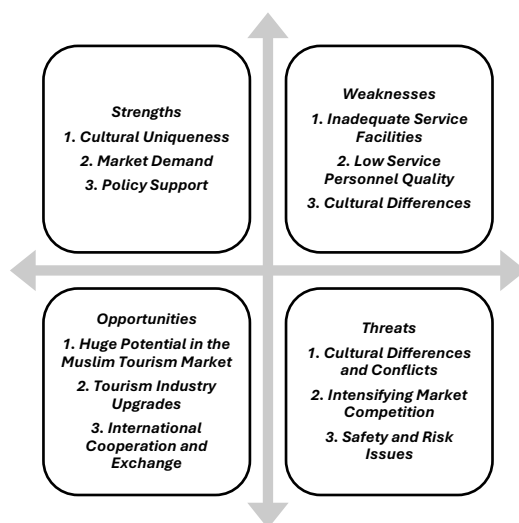 Strengths
1. Cultural Uniqueness
2. Market Demand
3. Policy Support
Weaknesses
1. Inadequate Service
Facilities
2. Low Service
Personnel Quality
3. Cultural Differences
Opportunities
1. Huge Potential in the
Muslim Tourism Market
2. Tourism Industry
Upgrades
3. International
Cooperation and
Exchange
Threats
1. Cultural Differences
and Conflicts
2. Intensifying Market
Competition
3. Safety and Risk
Issues